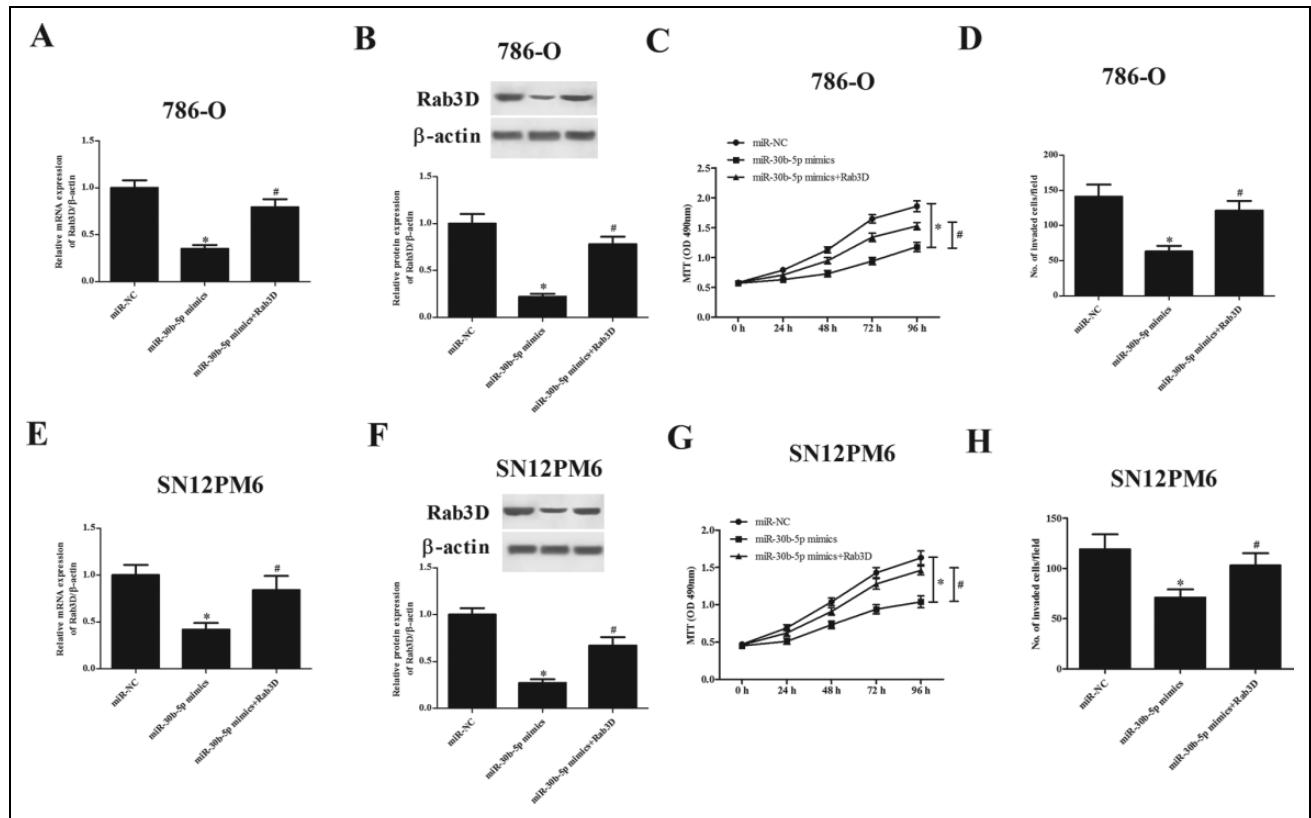 A
786-O
Relative mRNA expression
of Rab3D/β-actin
1.5
1.0
0.5
0.0
*
#
miR-NC
miR-30b-5p mimics
miR-30b-5p mimics+Rab3D
B
786-O
Rab3D
β-actin
Relative protein expression
of Rab3D/β-actin
1.5
1.0
0.5
0.0
*
#
miR-NC
miR-30b-5p mimics
miR-30b-5p mimics+Rab3D
C
786-O
miR-NC
miR-30b-5p mimics
miR-30b-5p mimics+Rab3D
MTT (OD 490nm)
2.0
1.5
1.0
0.5
0.0
* #
0 h 24 h 48 h 72 h 96 h
D
786-O
No. of invaded cells/field
200
150
100
50
0
*
#
miR-NC
miR-30b-5p mimics
miR-30b-5p mimics+Rab3D
E
SN12PM6
Relative mRNA expression
of Rab3D/β-actin
1.5
1.0
0.5
0.0
*
#
miR-NC
miR-30b-5p mimics
miR-30b-5p mimics+Rab3D
F
SN12PM6
Rab3D
β-actin
Relative protein expression
of Rab3D/β-actin
1.5
1.0
0.5
0.0
*
#
miR-NC
miR-30b-5p mimics
miR-30b-5p mimics+Rab3D
G
SN12PM6
miR-NC
miR-30b-5p mimics
miR-30b-5p mimics+Rab3D
MTT (OD 490nm)
2.0
1.5
1.0
0.5
0.0
* #
0 h 24 h 48 h 72 h 96 h
H
SN12PM6
No. of invaded cells/field
150
100
50
0
*
#
miR-NC
miR-30b-5p mimics
miR-30b-5p mimics+Rab3D